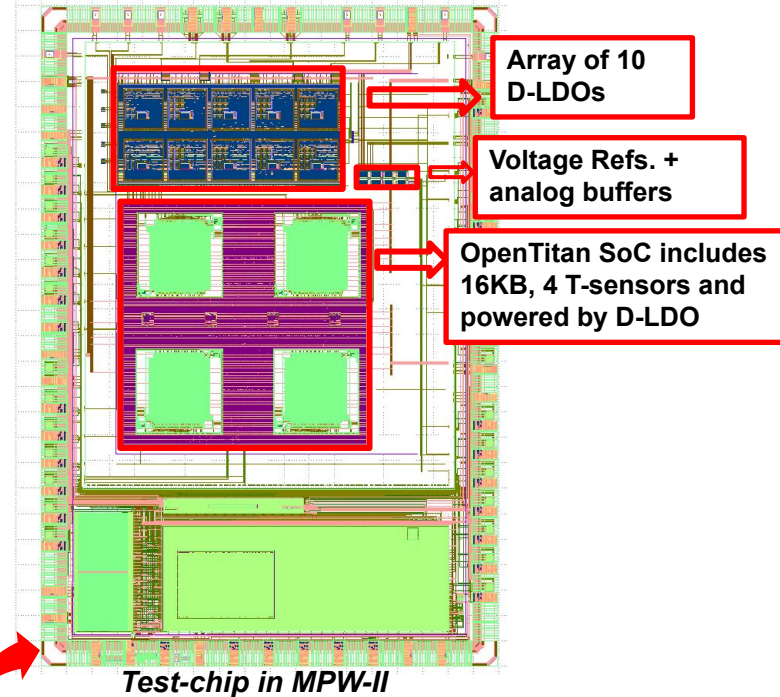 Array of 10
D-LDOs
Voltage Refs. +
analog buffers
OpenTitan SoC includes
16KB, 4 T-sensors and
powered by D-LDO
Test-chip in MPW-II